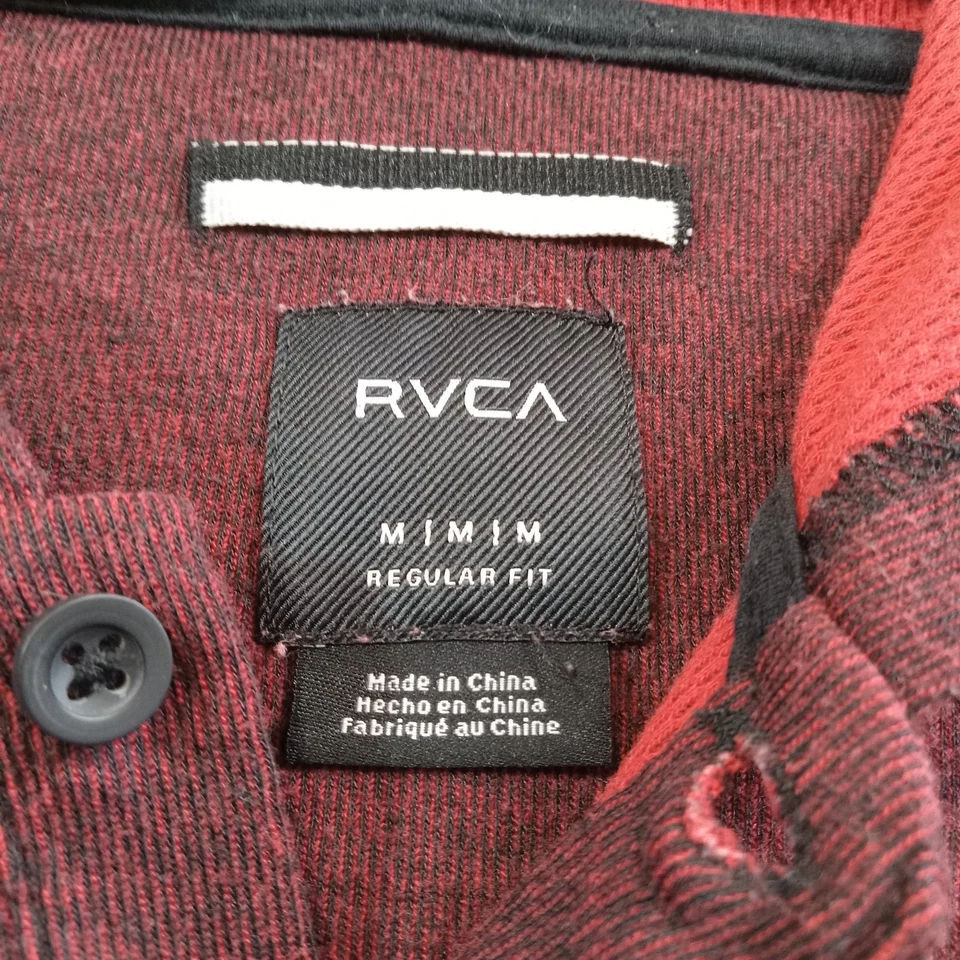 RVCA
M | M | M
REGULAR FIT
Made in China
Hecho en China
Fabriqué au Chine